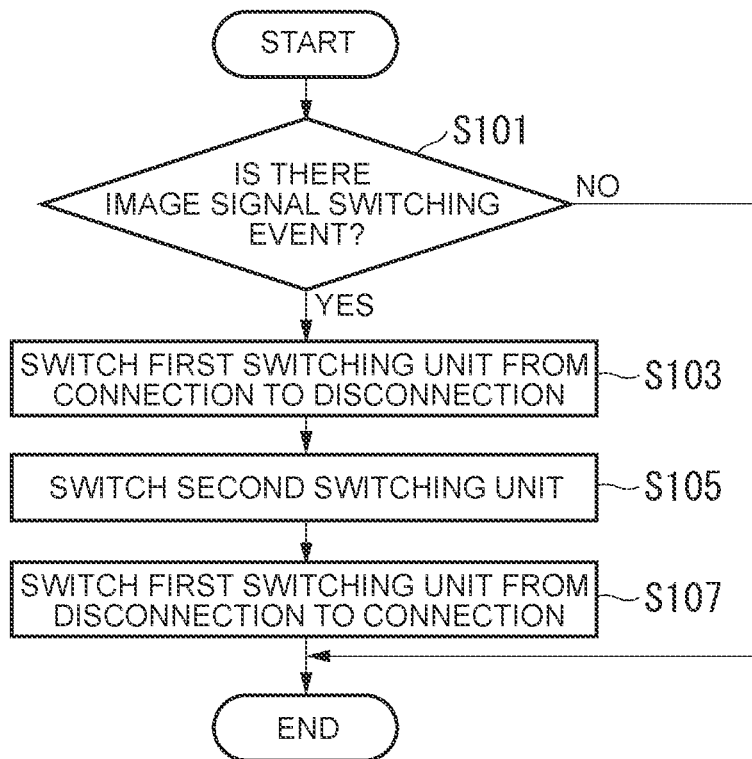 START
S101
IS THERE
IMAGE SIGNAL SWITCHING
EVENT?
NO
YES
SWITCH FIRST SWITCHING UNIT FROM
CONNECTION TO DISCONNECTION
S103
SWITCH SECOND SWITCHING UNIT
S105
SWITCH FIRST SWITCHING UNIT FROM
DISCONNECTION TO CONNECTION
S107
END